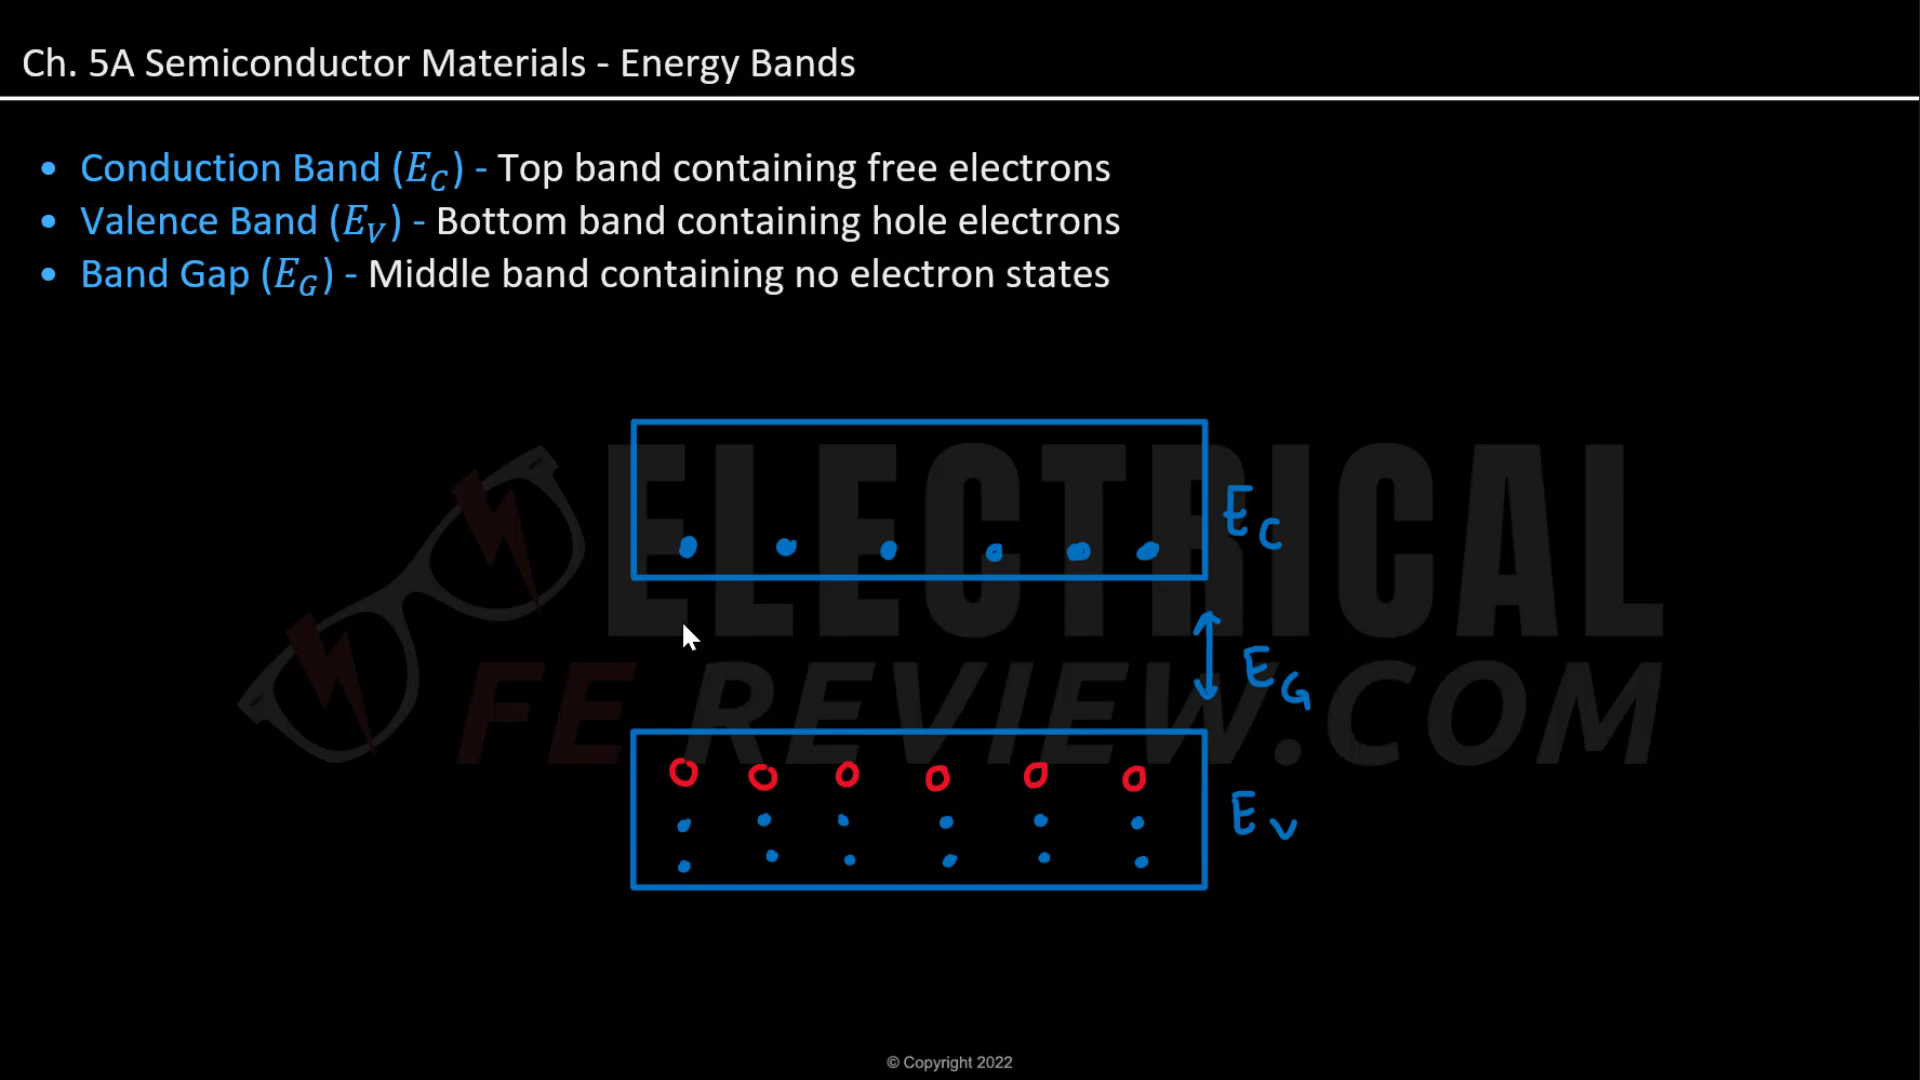 Ch. 5A Semiconductor Materials - Energy Bands
• Conduction Band (E_C) - Top band containing free electrons
• Valence Band (E_V) - Bottom band containing hole electrons
• Band Gap (E_G) - Middle band containing no electron states
ELECTRICAL
FE REVIEW.COM
E_C
E_G
E_V
© Copyright 2022